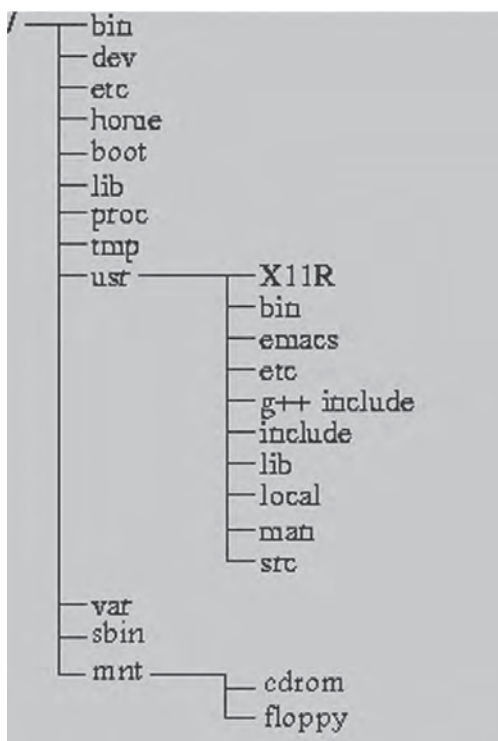 /
bin
dev
etc
home
boot
lib
proc
tmp
usr
X11R
bin
emacs
etc
g++ include
include
lib
local
man
src
var
sbin
mnt
cdrom
floppy